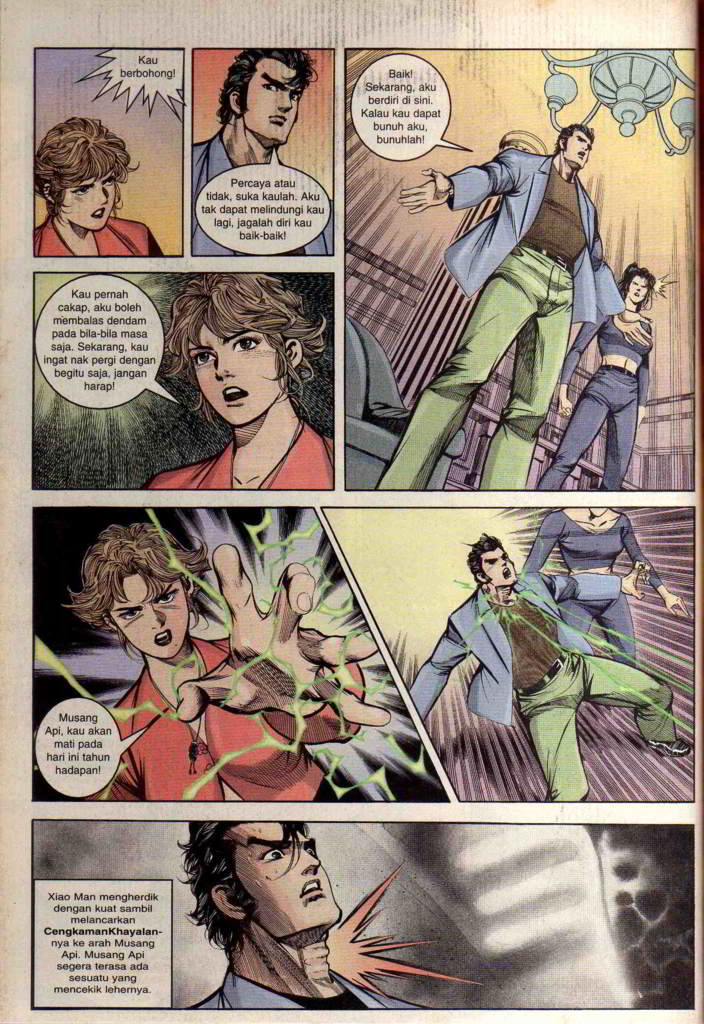 Kau
berbohong!
Percaya atau
tidak, suka kaulah. Aku
tak dapat melindungi kau
lagi, jagalah diri kau
baik-baik!
Baik!
Sekarang, aku
berdiri di sini.
Kalau kau dapat
bunuh aku,
bunuhlah!
Kau pernah
cakap, aku boleh
membalas dendam
pada bila-bila masa
saja. Sekarang, kau
ingat nak pergi dengan
begitu saja, jangan
harap!
Musang
Api, kau akan
mati pada
hari ini tahun
hadapan!
Xiao Man mengherdik
dengan kuat sambil
melancarkan
CengkamanKhayalan-
nya ke arah Musang
Api. Musang Api
segera terasa ada
sesuatu yang
mencekik lehernya.